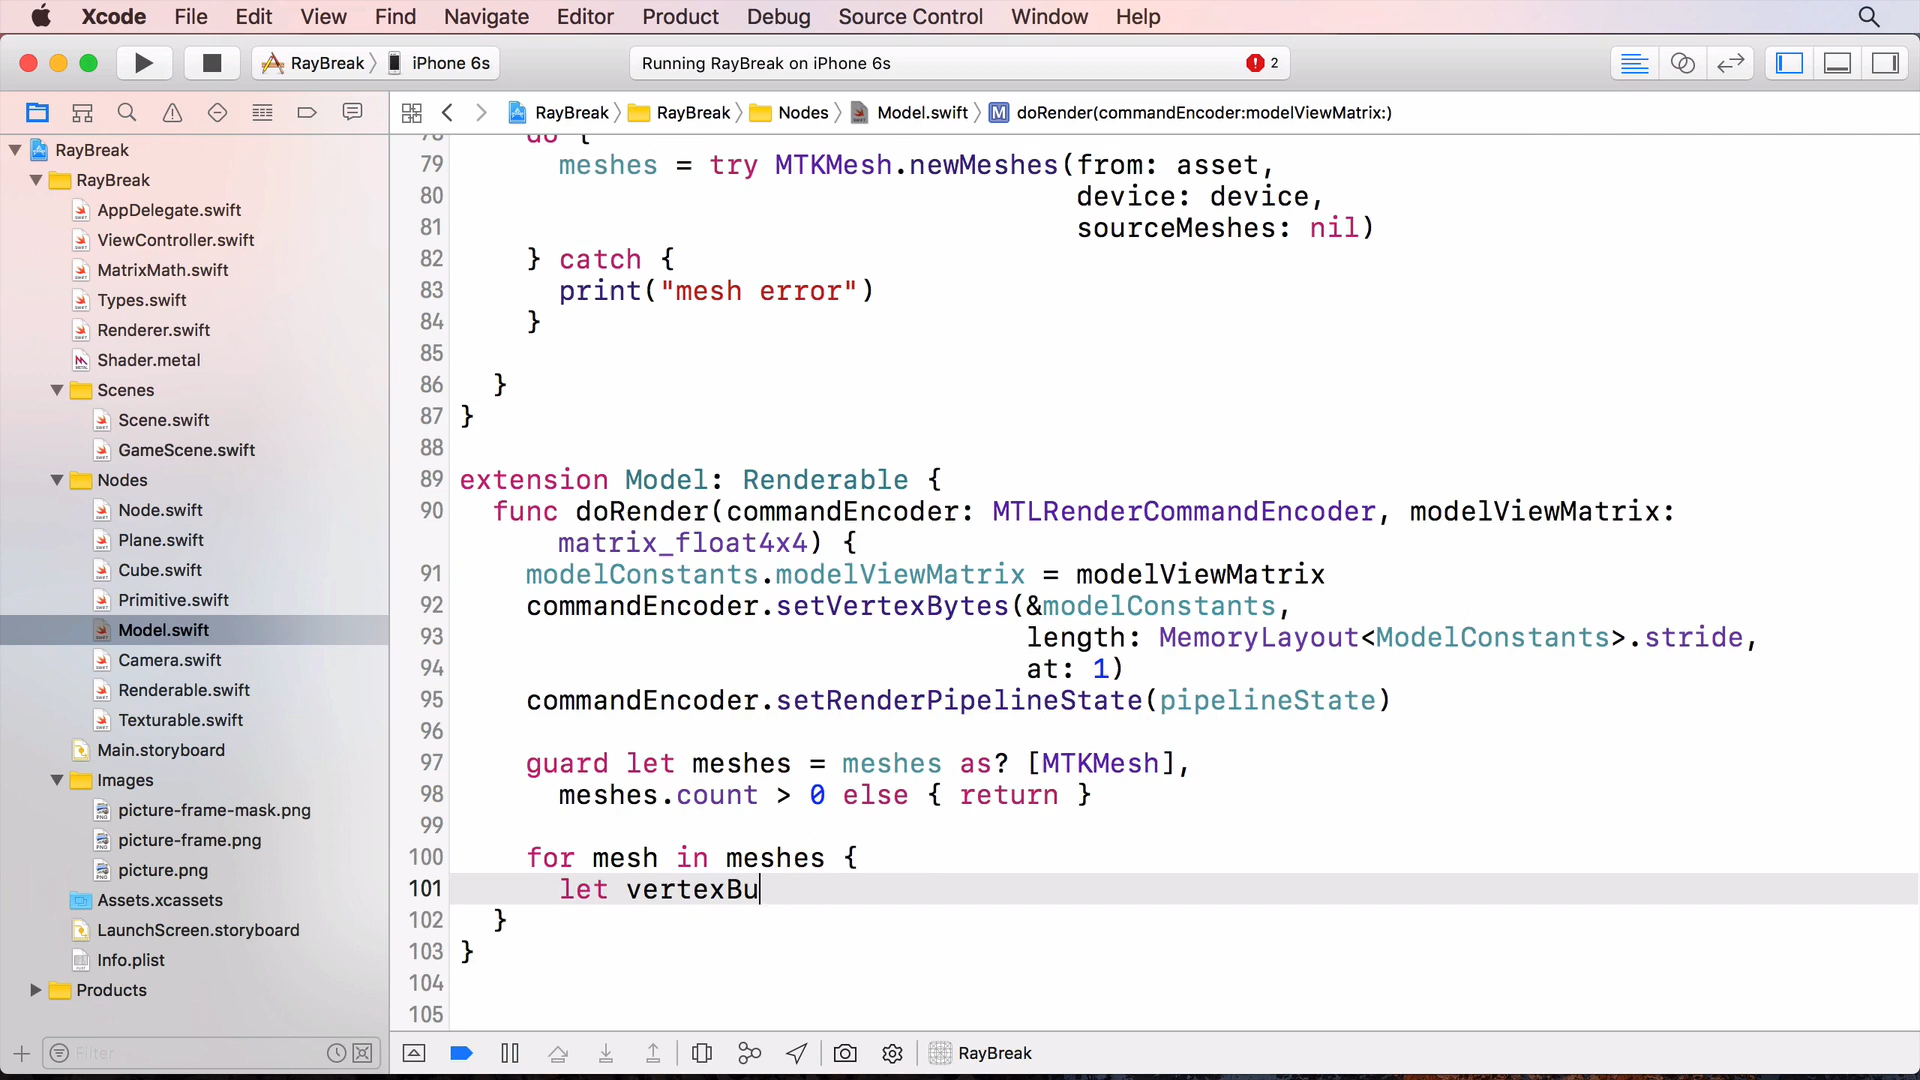 Xcode File Edit View Find Navigate Editor Product Debug Source Control Window Help
RayBreak iPhone 6s
Running RayBreak on iPhone 6s
2
RayBreak RayBreak Nodes Model.swift M doRender(commandEncoder:modelViewMatrix:)
RayBreak
RayBreak
AppDelegate.swift
ViewController.swift
MatrixMath.swift
Types.swift
Renderer.swift
Shader.metal
Scenes
Scene.swift
GameScene.swift
Nodes
Node.swift
Plane.swift
Cube.swift
Primitive.swift
Model.swift
Camera.swift
Renderable.swift
Texturable.swift
Main.storyboard
Images
picture-frame-mask.png
picture-frame.png
picture.png
Assets.xcassets
LaunchScreen.storyboard
Info.plist
Products
Filter
78 do {
79 meshes = try MTKMesh.newMeshes(from: asset,
80 device: device,
81 sourceMeshes: nil)
82 } catch {
83 print("mesh error")
84 }
85
86 }
87 }
88
89 extension Model: Renderable {
90 func doRender(commandEncoder: MTLRenderCommandEncoder, modelViewMatrix:
matrix_float4x4) {
91 modelConstants.modelViewMatrix = modelViewMatrix
92 commandEncoder.setVertexBytes(&modelConstants,
93 length: MemoryLayout<ModelConstants>.stride,
94 at: 1)
95 commandEncoder.setRenderPipelineState(pipelineState)
96
97 guard let meshes = meshes as? [MTKMesh],
98 meshes.count > 0 else { return }
99
100 for mesh in meshes {
101 let vertexBu
102 }
103 }
104
105
RayBreak